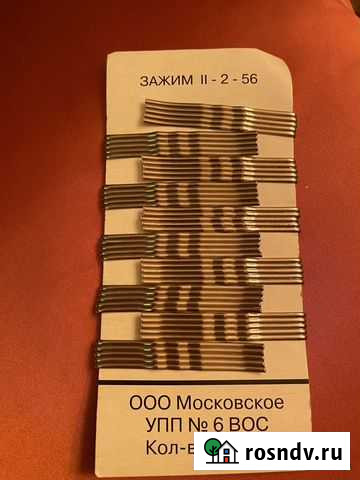 ЗАЖИМ II - 2 - 56
ООО Московское
УПП № 6 ВОС
rosndv.ru